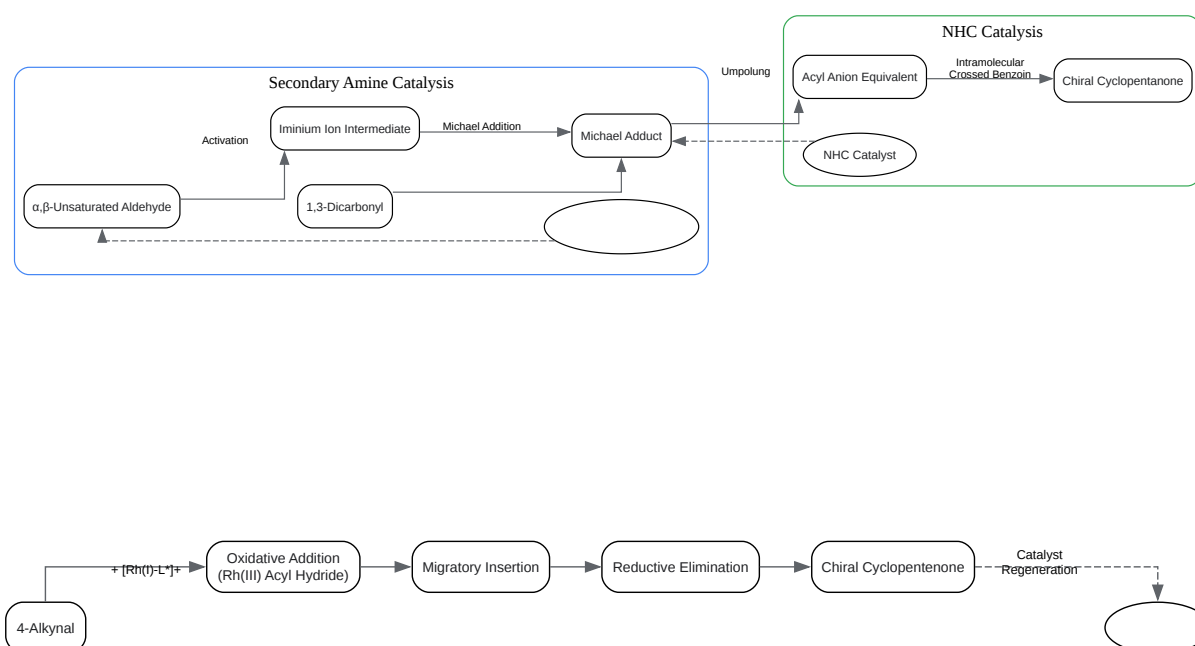 NHC Catalysis
Secondary Amine Catalysis
Umpolung
Acyl Anion Equivalent
Intramolecular
Crossed Benzoin
Chiral Cyclopentanone
Activation
Iminium Ion Intermediate
Michael Addition
Michael Adduct
NHC Catalyst
α,β-Unsaturated Aldehyde
1,3-Dicarbonyl
4-Alkynal
+ [Rh(I)-L*]+
Oxidative Addition
(Rh(III) Acyl Hydride)
Migratory Insertion
Reductive Elimination
Chiral Cyclopentenone
Catalyst
Regeneration